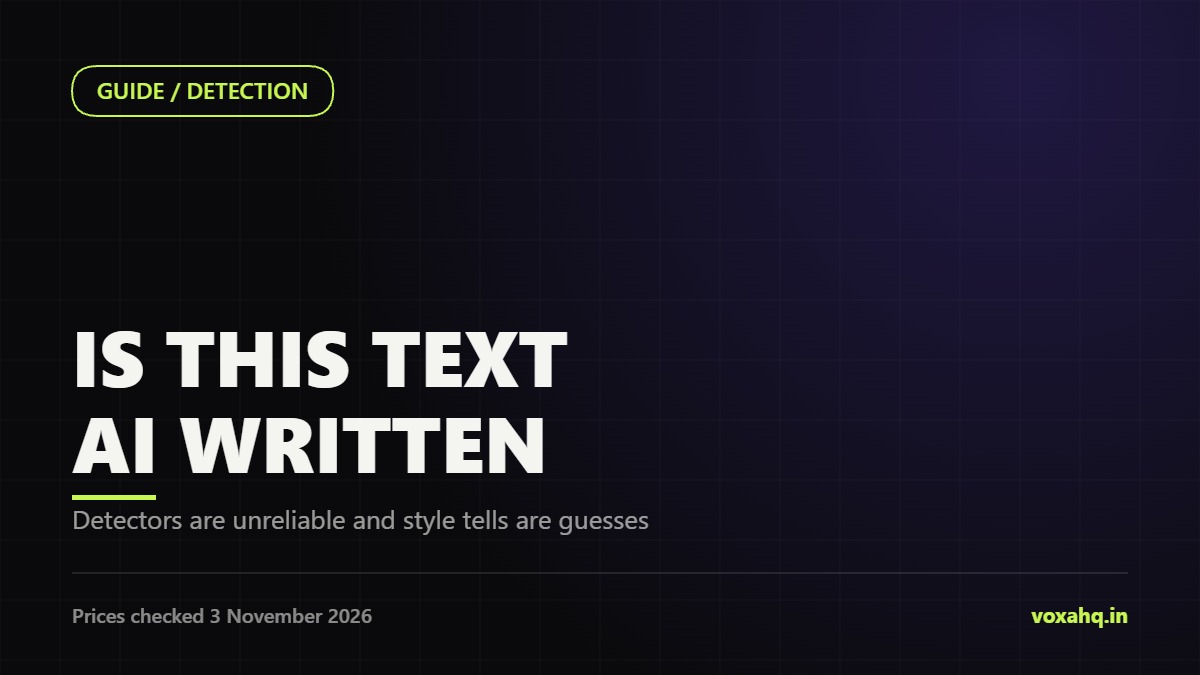 GUIDE / DETECTION
IS THIS TEXT
AI WRITTEN
Detectors are unreliable and style tells are guesses
Prices checked 3 November 2026
voxahq.in